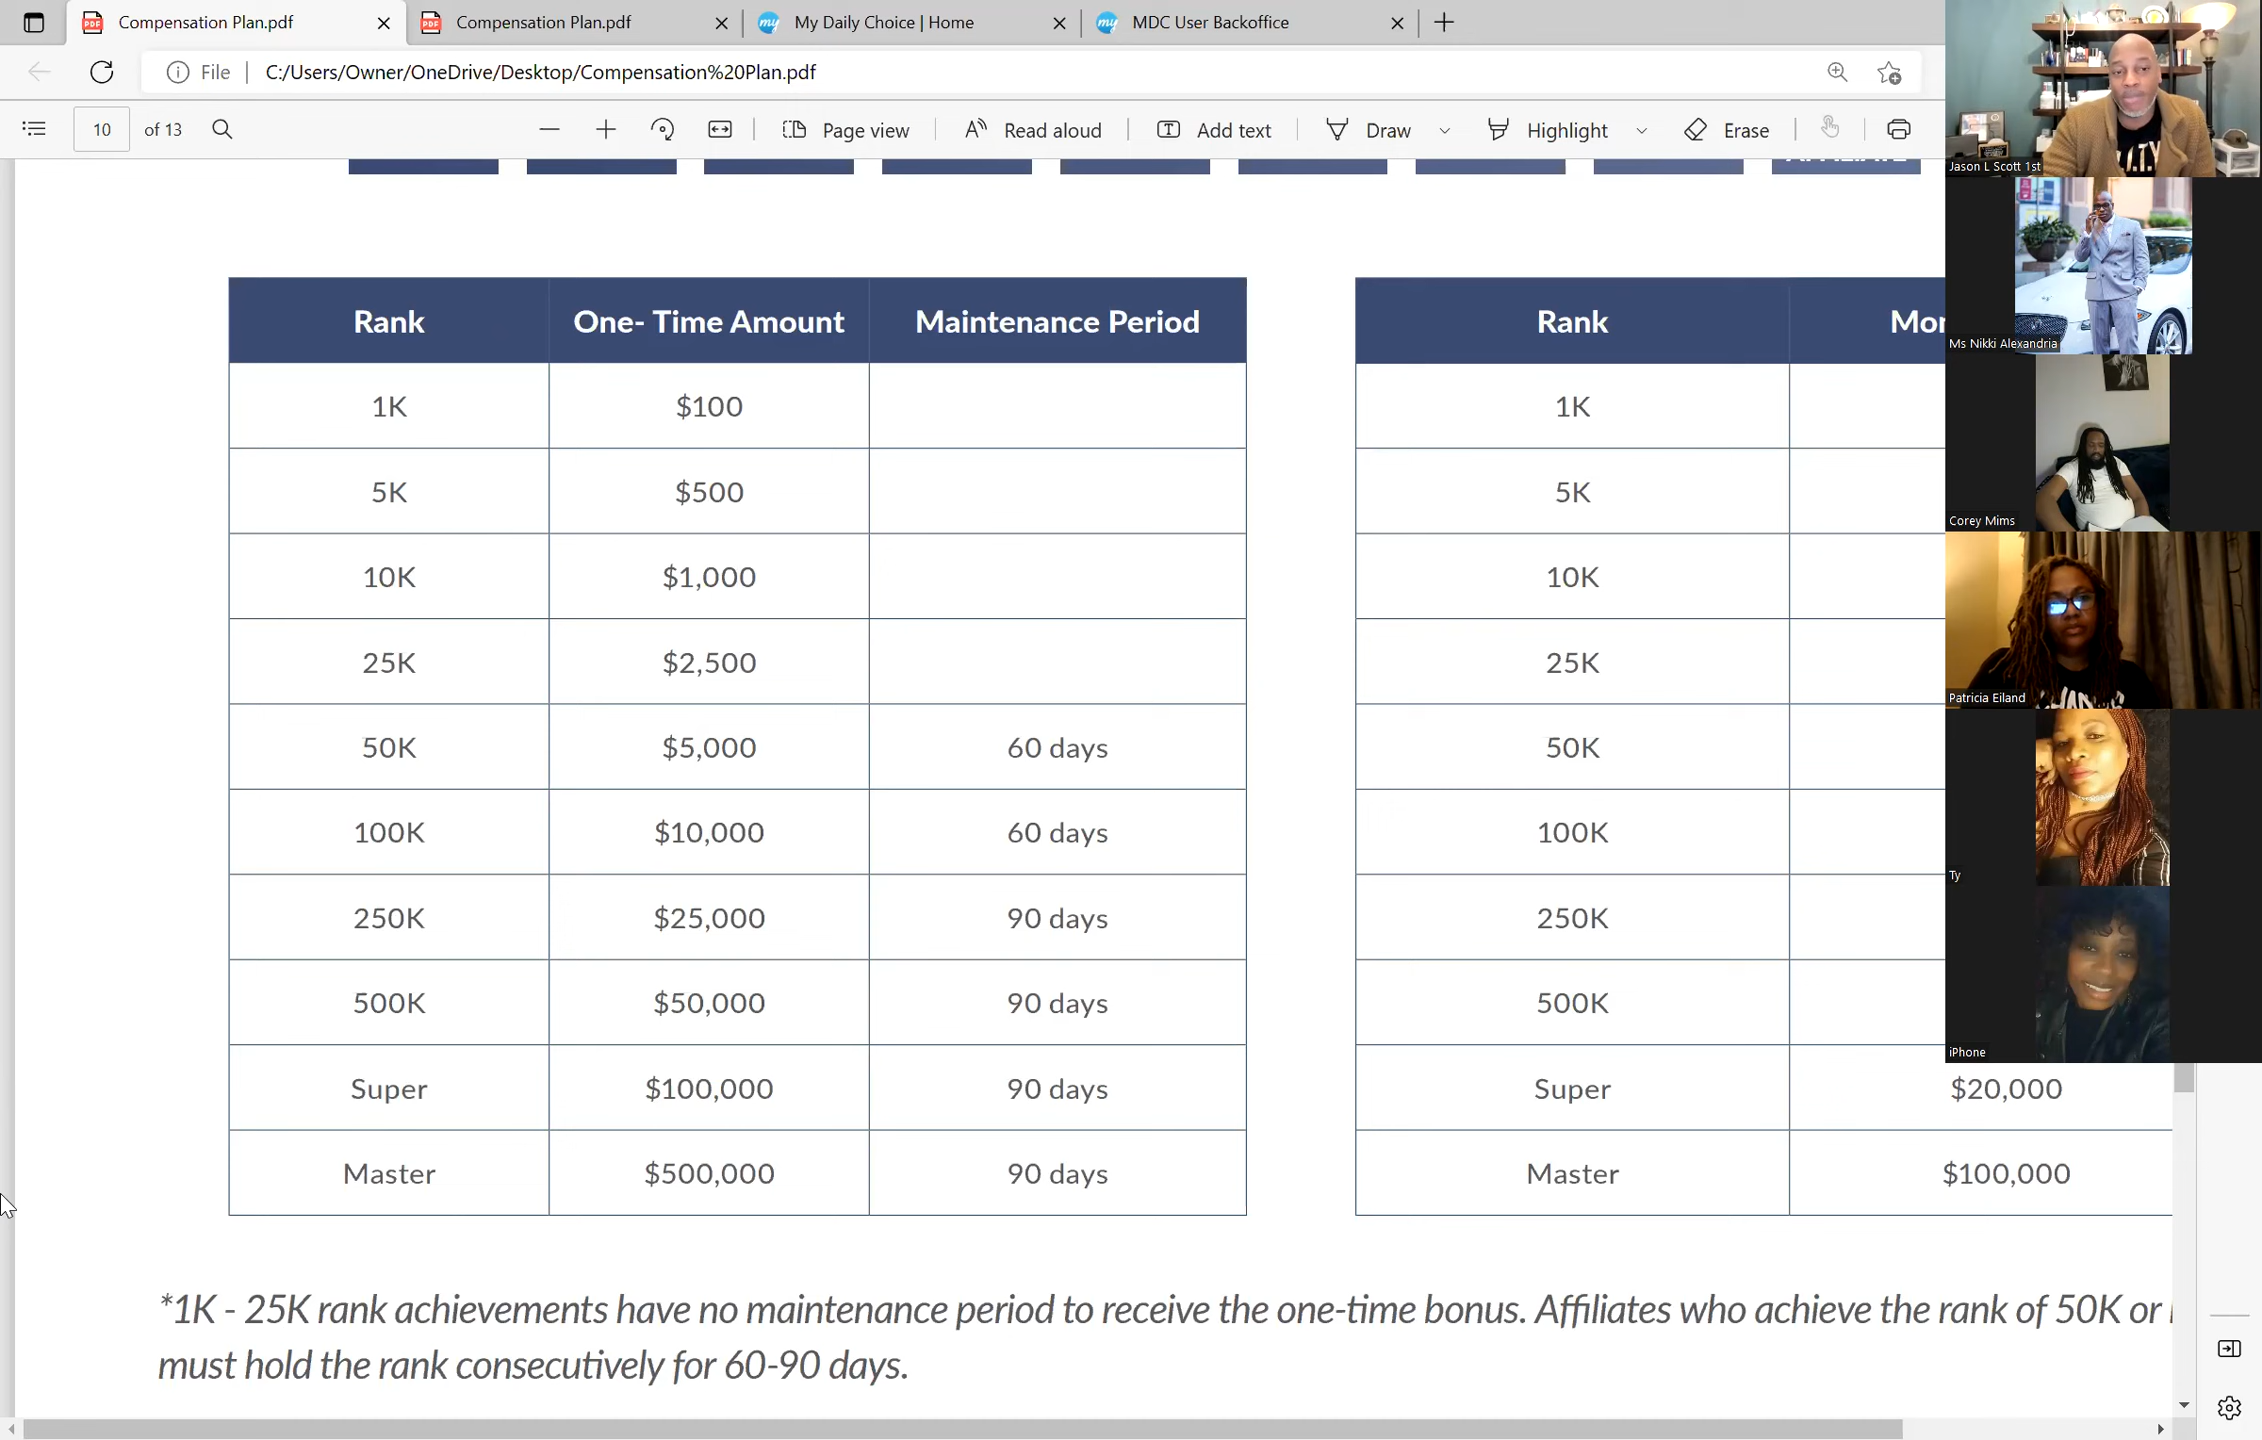 Compensation Plan.pdf
Compensation Plan.pdf
My Daily Choice | Home
MDC User Backoffice
File
C:/Users/Owner/OneDrive/Desktop/Compensation%20Plan.pdf
10 of 13
Page view
Read aloud
Add text
Draw
Highlight
Erase
Rank One- Time Amount Maintenance Period
1K $100
5K $500
10K $1,000
25K $2,500
50K $5,000 60 days
100K $10,000 60 days
250K $25,000 90 days
500K $50,000 90 days
Super $100,000 90 days
Master $500,000 90 days
Rank Mon
1K
5K
10K
25K
50K
100K
250K
500K
Super $20,000
Master $100,000
*1K - 25K rank achievements have no maintenance period to receive the one-time bonus. Affiliates who achieve the rank of 50K or
must hold the rank consecutively for 60-90 days.
Jason L Scott 1st
Ms Nikki Alexandria
Corey Mims
Patricia Eiland
Ty
iPhone